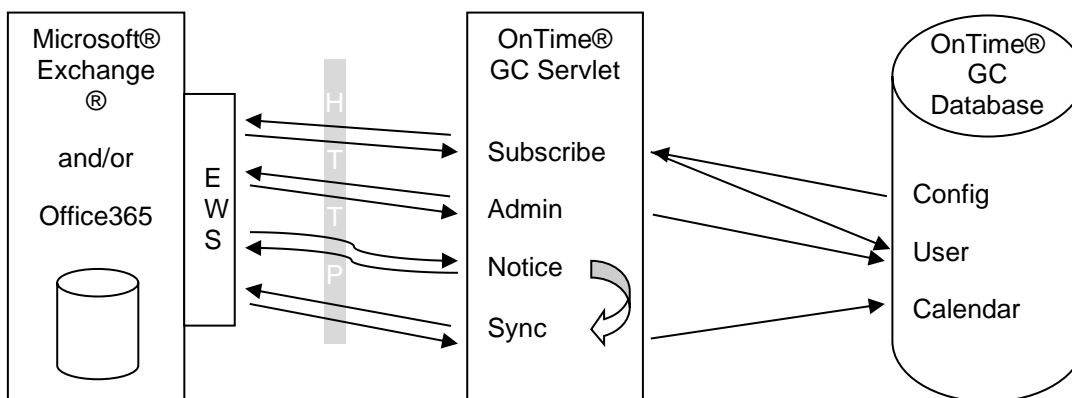 Microsoft®
Exchange
®
and/or
Office365
E
W
S
H
T
T
P
OnTime®
GC Servlet
Subscribe
Admin
Notice
Sync
OnTime®
GC
Database
Config
User
Calendar